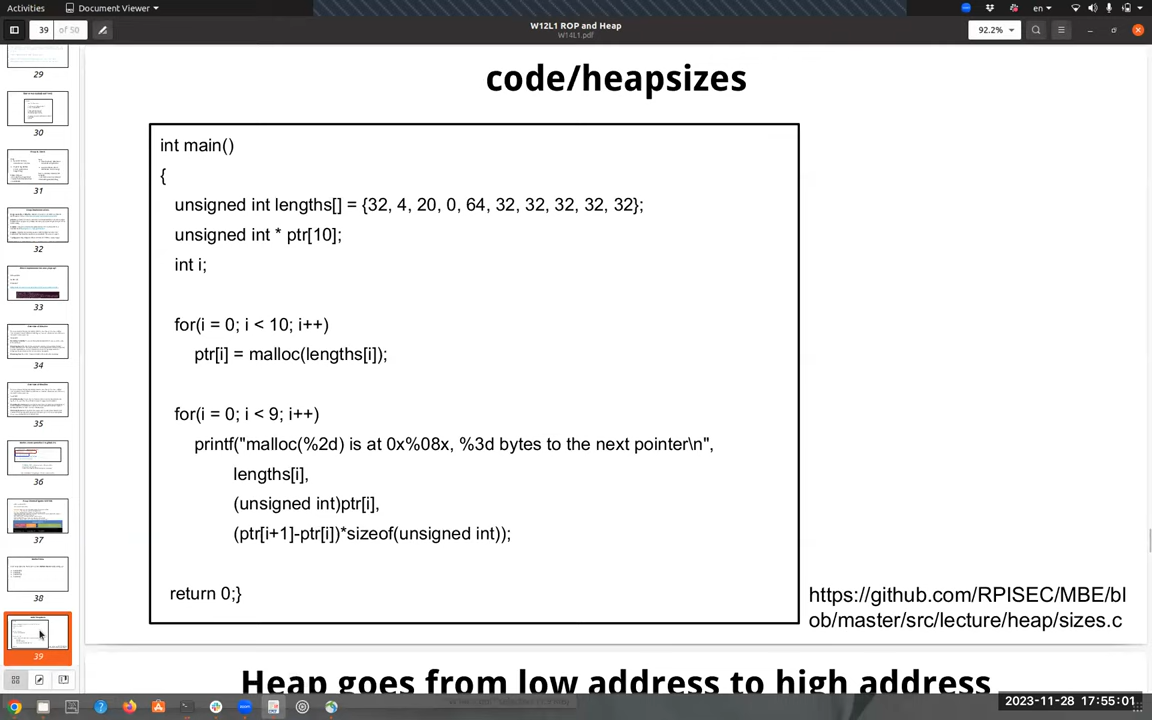 Activities
Document Viewer
en
39 of 50
W12L1 ROP and Heap
W14L1.pdf
92.2%
code/heapsizes
int main()
{
unsigned int lengths[] = {32, 4, 20, 0, 64, 32, 32, 32, 32, 32};
unsigned int * ptr[10];
int i;
for(i = 0; i < 10; i++)
ptr[i] = malloc(lengths[i]);
for(i = 0; i < 9; i++)
printf("malloc(%2d) is at 0x%08x, %3d bytes to the next pointer\n",
lengths[i],
(unsigned int)ptr[i],
(ptr[i+1]-ptr[i])*sizeof(unsigned int));
return 0;}
https://github.com/RPISEC/MBE/bl
ob/master/src/lecture/heap/sizes.c
Heap goes from low address to high address
29
30
31
32
33
34
35
36
37
38
39
2023-11-28 17:55:01